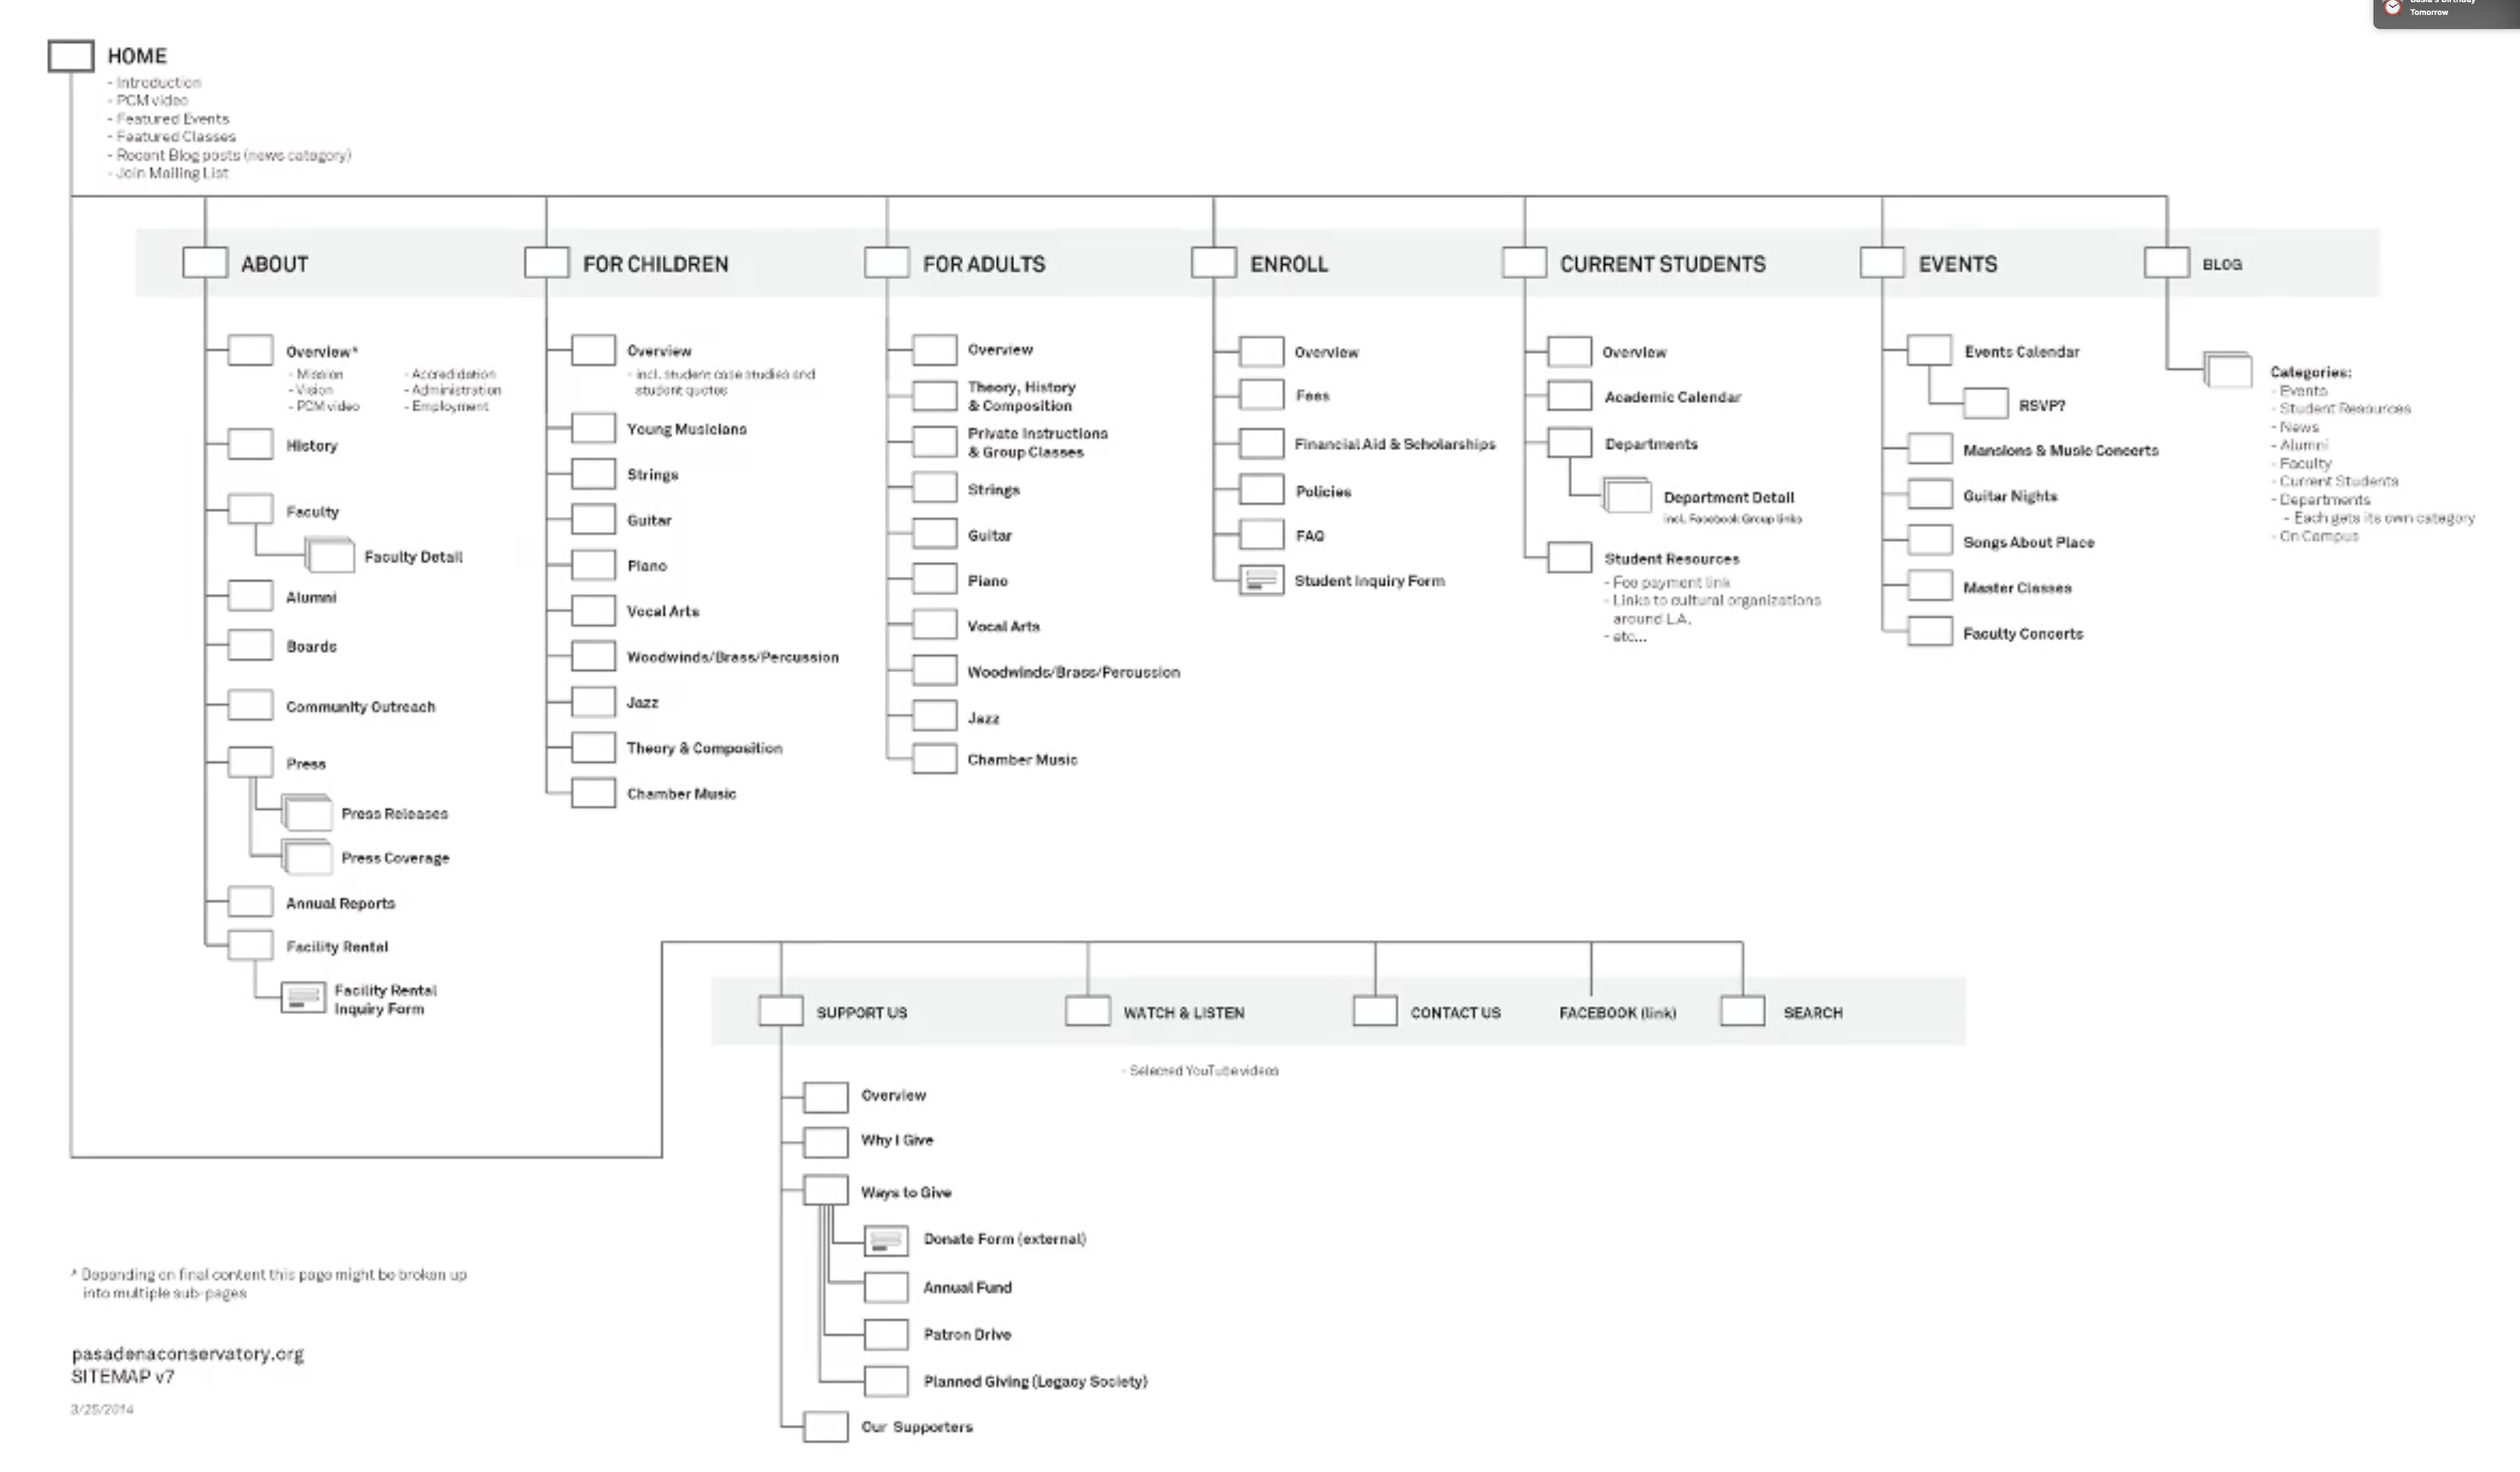 Tomorrow
HOME
- Introduction
- PCM video
- Featured Events
- Featured Classes
- Recent Blog posts (news category)
- Join Mailing List
ABOUT
Overview*
- Mission
- Vision
- PCM video
- Accredidation
- Administration
- Employment
History
Faculty
Faculty Detail
Alumni
Boards
Community Outreach
Press
Press Releases
Press Coverage
Annual Reports
Facility Rental
Facility Rental
Inquiry Form
FOR CHILDREN
Overview
- incl. student case studies and
student quotes
Young Musicians
Strings
Guitar
Piano
Vocal Arts
Woodwinds/Brass/Percussion
Jazz
Theory & Composition
Chamber Music
FOR ADULTS
Overview
Theory, History
& Composition
Private Instructions
& Group Classes
Strings
Guitar
Piano
Vocal Arts
Woodwinds/Brass/Percussion
Jazz
Chamber Music
ENROLL
Overview
Fees
Financial Aid & Scholarships
Policies
FAQ
Student Inquiry Form
CURRENT STUDENTS
Overview
Academic Calendar
Departments
Department Detail
incl. Facebook Group links
Student Resources
- Fee payment link
- Links to cultural organizations
around L.A.
- etc...
EVENTS
Events Calendar
RSVP?
Mansions & Music Concerts
Guitar Nights
Songs About Place
Master Classes
Faculty Concerts
BLOG
Categories:
- Events
- Student Resources
- News
- Alumni
- Faculty
- Current Students
- Departments
- Each gets its own category
- On Campus
SUPPORT US
Overview
Why I Give
Ways to Give
Donate Form (external)
Annual Fund
Patron Drive
Planned Giving (Legacy Society)
Our Supporters
WATCH & LISTEN
- Selected YouTube videos
CONTACT US
FACEBOOK (link)
SEARCH
* Depending on final content this page might be broken up
into multiple sub-pages
pasadenaconservatory.org
SITEMAP v7
3/25/2014